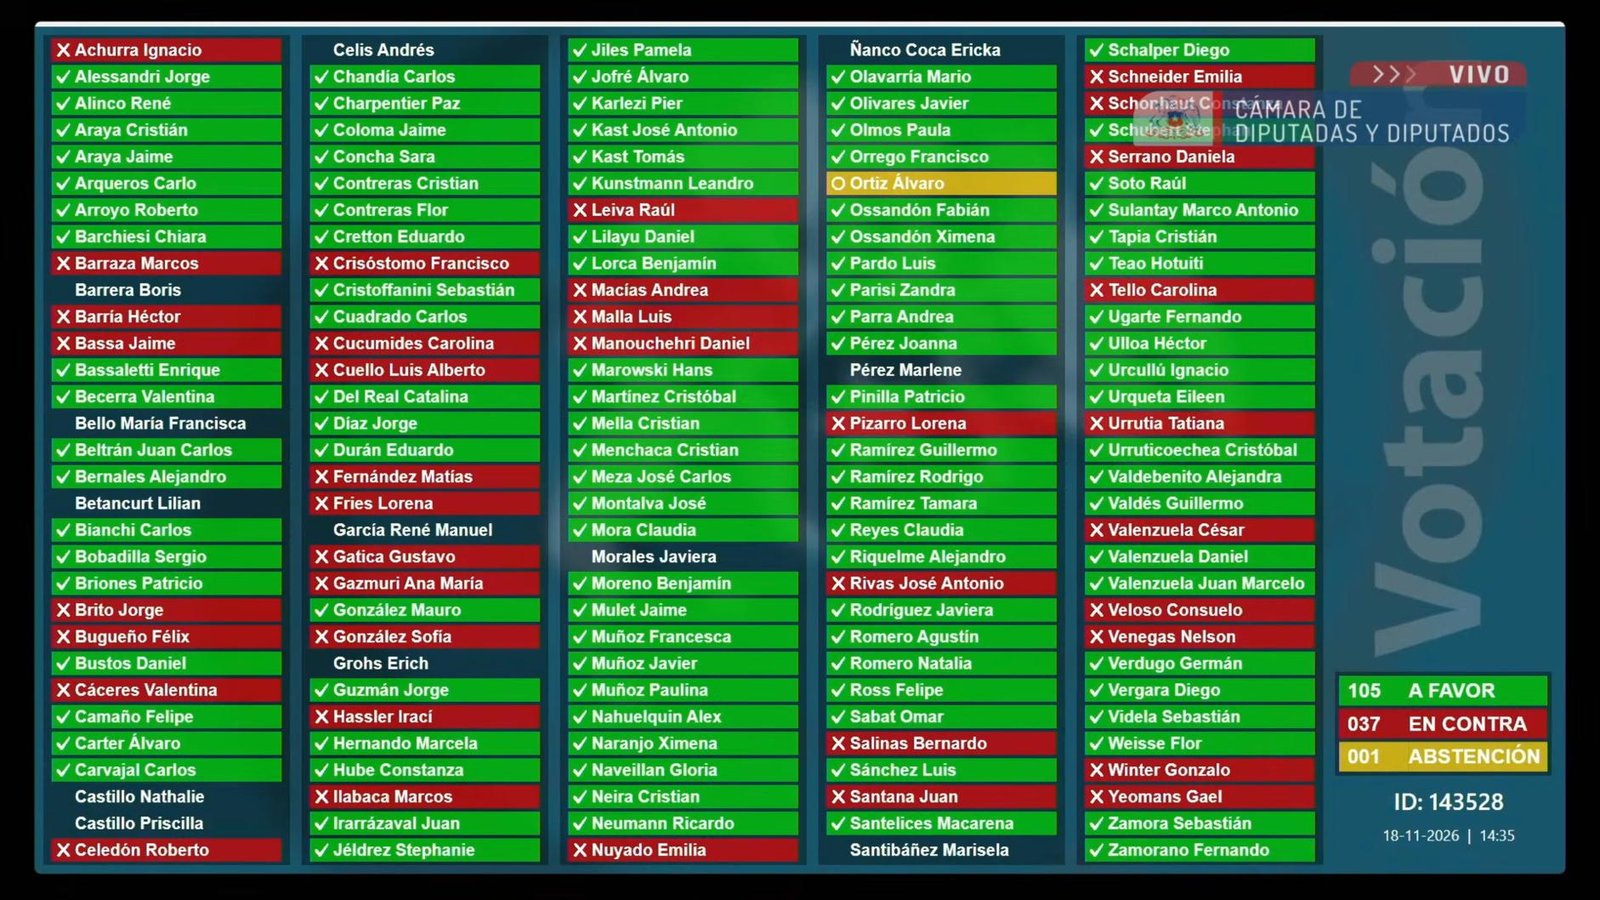 Achurra Ignacio
Alessandri Jorge
Alinco René
Araya Cristián
Araya Jaime
Arqueros Carlo
Arroyo Roberto
Barchiesi Chiara
Barraza Marcos
Barrera Boris
Barría Héctor
Bassa Jaime
Bassaletti Enrique
Becerra Valentina
Bello María Francisca
Beltrán Juan Carlos
Bernales Alejandro
Betancurt Lilian
Bianchi Carlos
Bobadilla Sergio
Briones Patricio
Brito Jorge
Bugueño Félix
Bustos Daniel
Cáceres Valentina
Camaño Felipe
Carter Álvaro
Carvajal Carlos
Castillo Nathalie
Castillo Priscilla
Celedón Roberto
Celis Andrés
Chandía Carlos
Charpentier Paz
Coloma Jaime
Concha Sara
Contreras Cristian
Contreras Flor
Cretton Eduardo
Crisóstomo Francisco
Cristoffanini Sebastián
Cuadrado Carlos
Cucumides Carolina
Cuello Luis Alberto
Del Real Catalina
Díaz Jorge
Durán Eduardo
Fernández Matías
Fries Lorena
García René Manuel
Gatica Gustavo
Gazmuri Ana María
González Mauro
González Sofía
Grohs Erich
Guzmán Jorge
Hassler Irací
Hernando Marcela
Hube Constanza
Ilabaca Marcos
Irarrázaval Juan
Jéldrez Stephanie
Jiles Pamela
Jofré Álvaro
Karlezi Pier
Kast José Antonio
Kast Tomás
Kunstmann Leandro
Leiva Raúl
Lilayu Daniel
Lorca Benjamín
Macías Andrea
Malla Luis
Manouchehri Daniel
Marowski Hans
Martínez Cristóbal
Mella Cristian
Menchaca Cristian
Meza José Carlos
Montalva José
Mora Claudia
Morales Javiera
Moreno Benjamín
Mulet Jaime
Muñoz Francesca
Muñoz Javier
Muñoz Paulina
Nahuelquin Alex
Naranjo Ximena
Naveillan Gloria
Neira Cristian
Neumann Ricardo
Nuyado Emilia
Ñanco Coca Ericka
Olavarría Mario
Olivares Javier
Olmos Paula
Orrego Francisco
Ortiz Álvaro
Ossandón Fabián
Ossandón Ximena
Pardo Luis
Parisi Zandra
Parra Andrea
Pérez Joanna
Pérez Marlene
Pinilla Patricio
Pizarro Lorena
Ramírez Guillermo
Ramírez Rodrigo
Ramírez Tamara
Reyes Claudia
Riquelme Alejandro
Rivas José Antonio
Rodríguez Javiera
Romero Agustín
Romero Natalia
Ross Felipe
Sabat Omar
Salinas Bernardo
Sánchez Luis
Santana Juan
Santelices Macarena
Santibáñez Marisela
Schalper Diego
Schneider Emilia
Schonhaut Constanza
Schubert Stephan
Serrano Daniela
Soto Raúl
Sulantay Marco Antonio
Tapia Cristián
Teao Hotuiti
Tello Carolina
Ugarte Fernando
Ulloa Héctor
Urcullú Ignacio
Urqueta Eileen
Urrutia Tatiana
Urruticoechea Cristóbal
Valdebenito Alejandra
Valdés Guillermo
Valenzuela César
Valenzuela Daniel
Valenzuela Juan Marcelo
Veloso Consuelo
Venegas Nelson
Verdugo Germán
Vergara Diego
Videla Sebastián
Weisse Flor
Winter Gonzalo
Yeomans Gael
Zamora Sebastián
Zamorano Fernando
VIVO
CÁMARA DE
DIPUTADAS Y DIPUTADOS
Votación
105 A FAVOR
037 EN CONTRA
001 ABSTENCIÓN
ID: 143528
18-11-2026 | 14:35